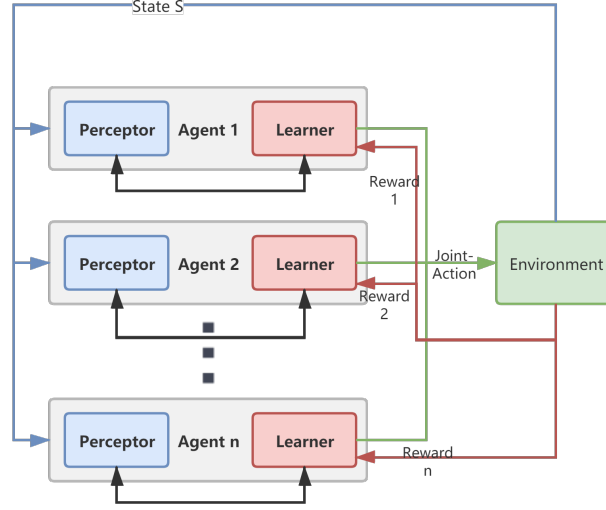 State S
Perceptor Agent 1 Learner
Reward
1
Perceptor Agent 2 Learner
Joint-
Action
Environment
Reward
2
Perceptor Agent n Learner
Reward
n